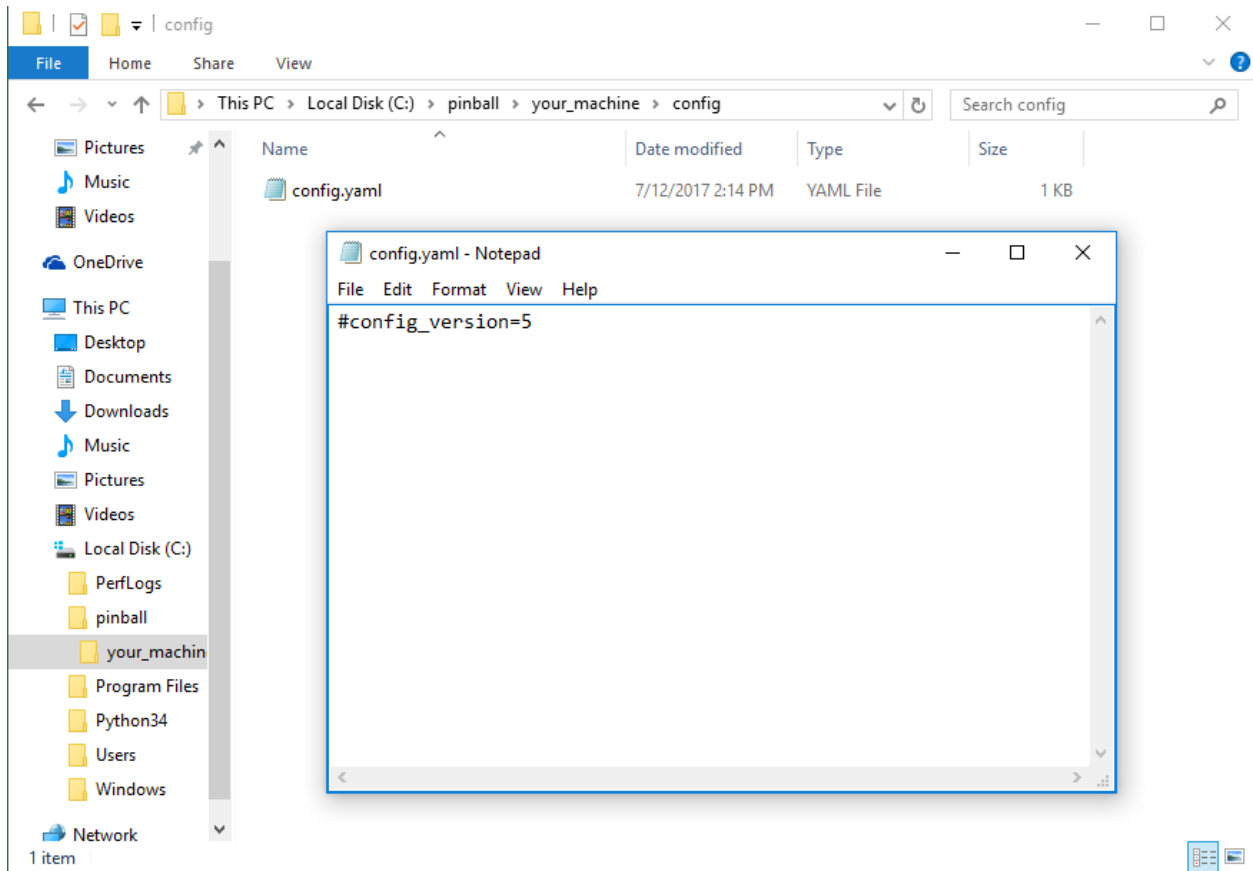 config
File Home Share View
This PC > Local Disk (C:) > pinball > your_machine > config
Search config
Name Date modified Type Size
config.yaml 7/12/2017 2:14 PM YAML File 1 KB
Pictures
Music
Videos
OneDrive
This PC
Desktop
Documents
Downloads
Music
Pictures
Videos
Local Disk (C:)
PerfLogs
pinball
your_machin
Program Files
Python34
Users
Windows
Network
1 item
config.yaml - Notepad
File Edit Format View Help
#config_version=5